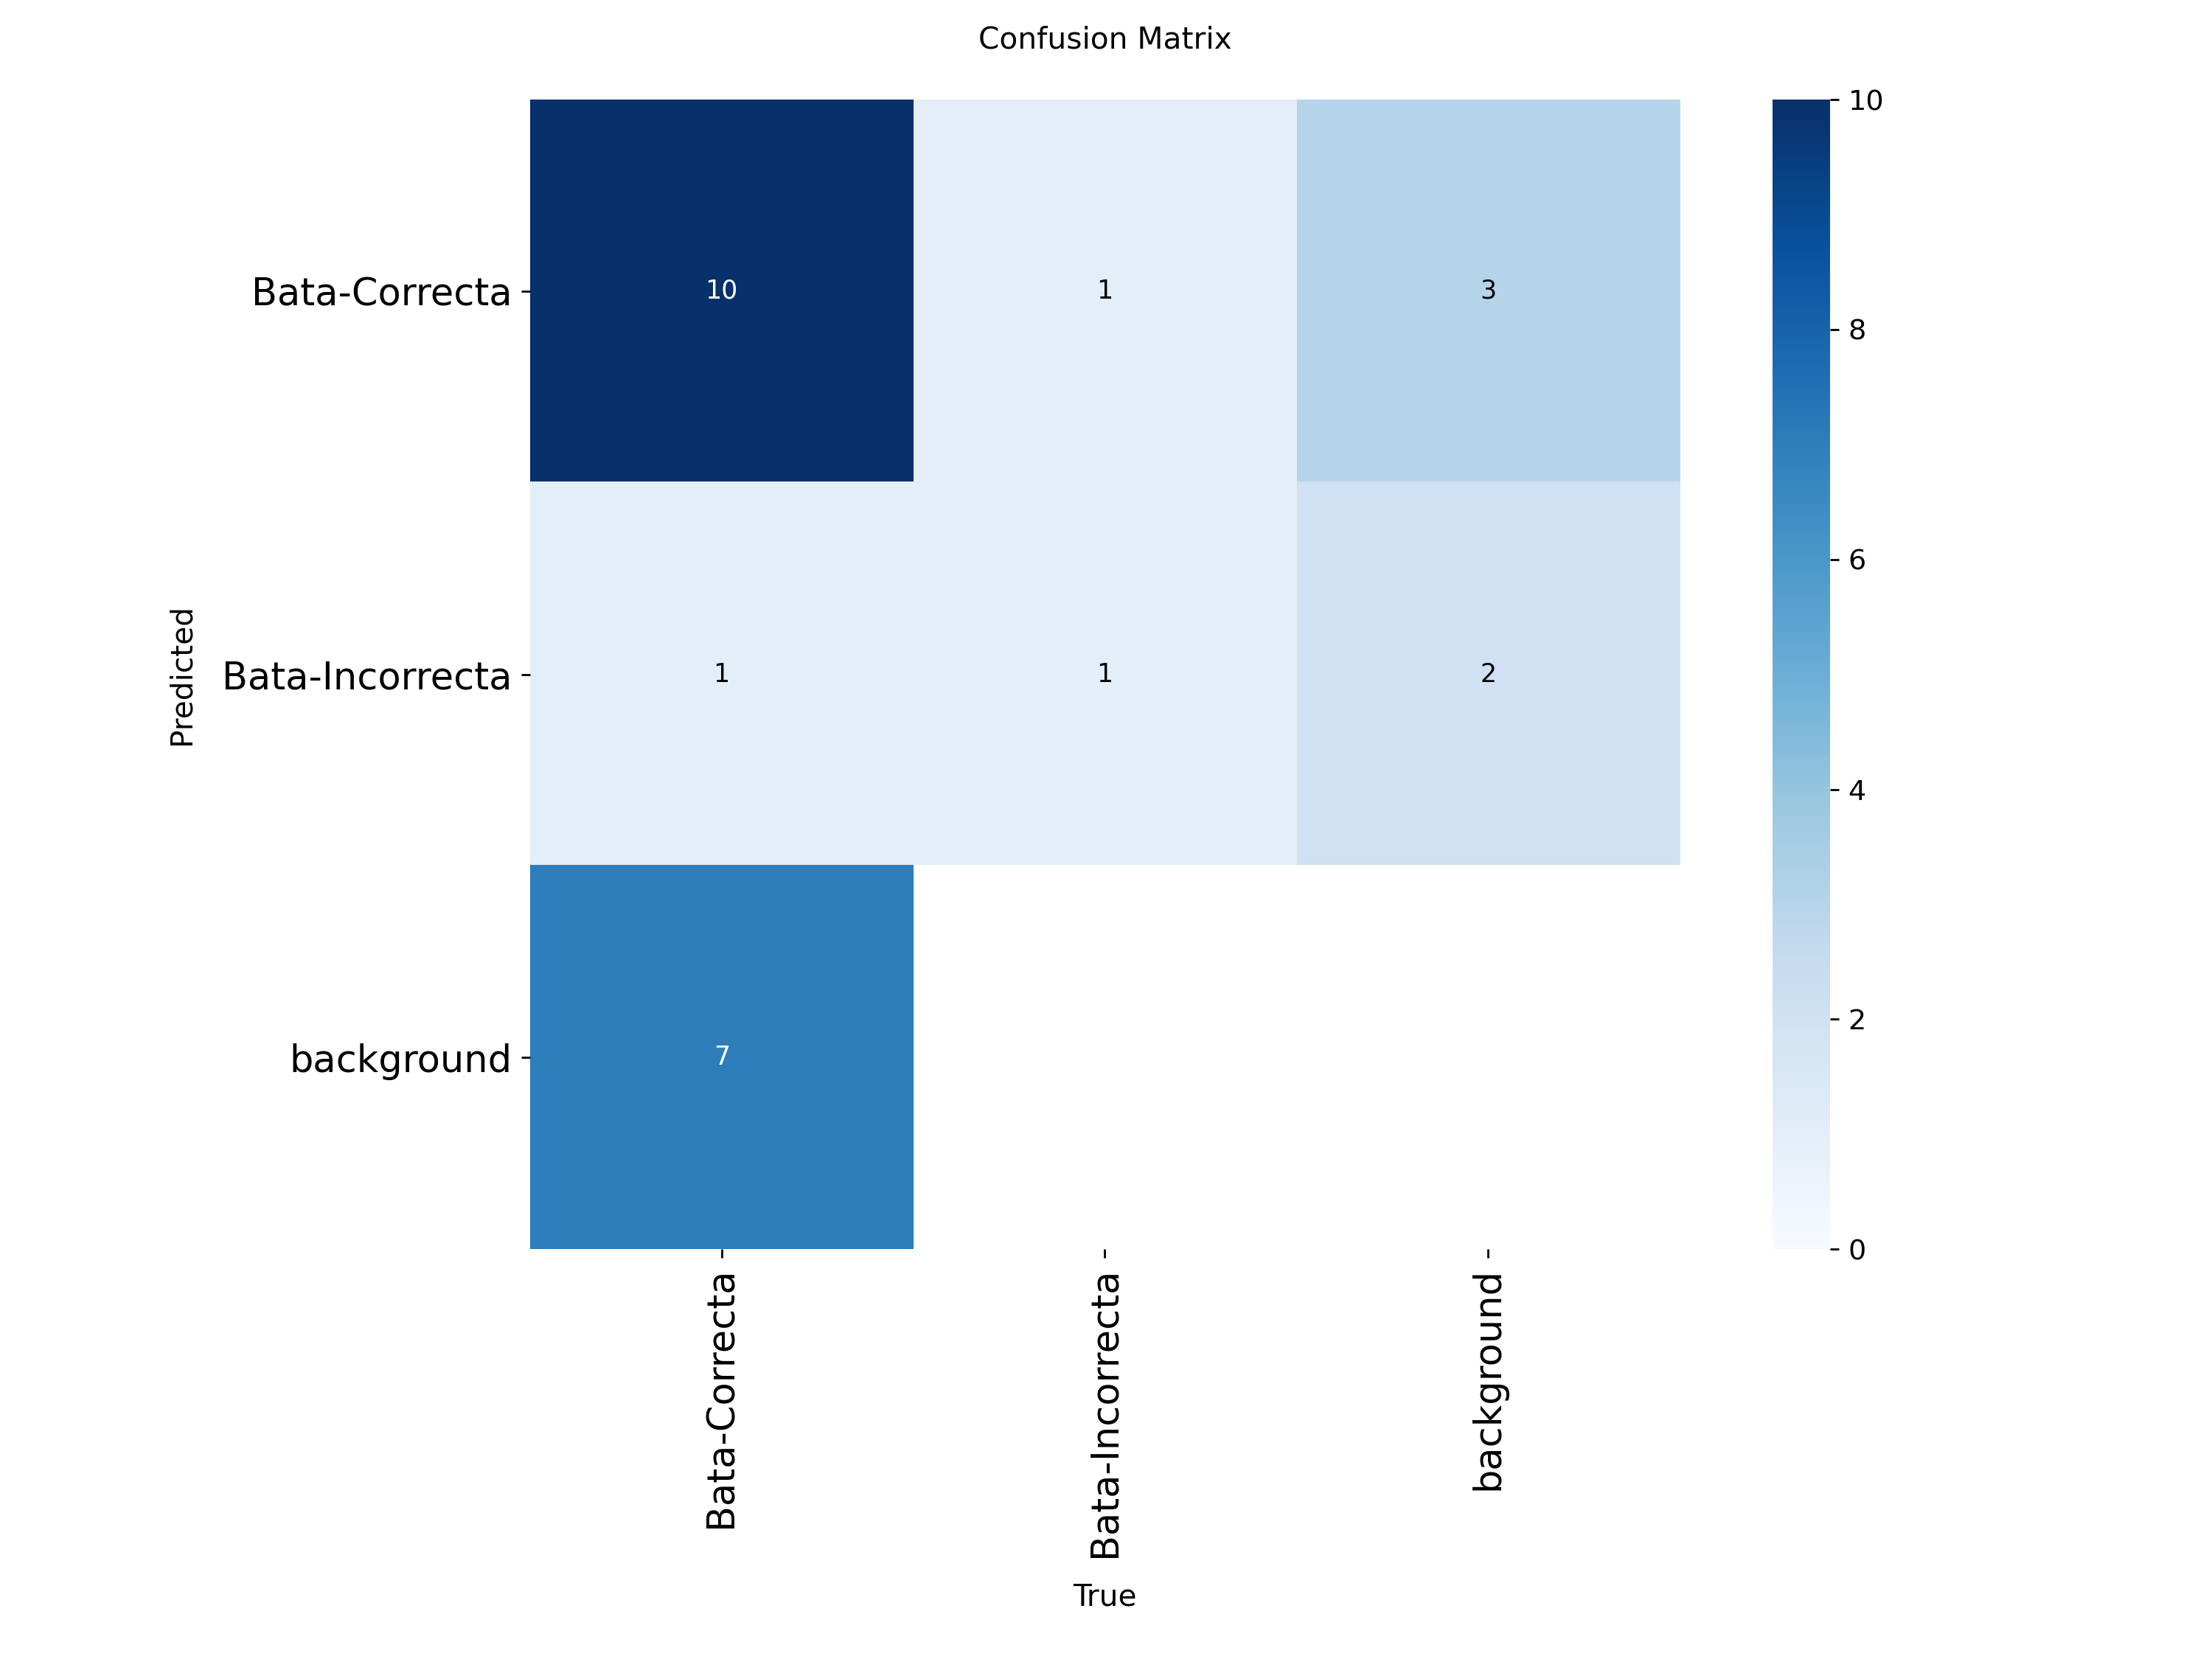 Confusion Matrix
Predicted
Bata-Correcta
10
1
3
Bata-Incorrecta
1
1
2
background
7
Bata-Correcta
Bata-Incorrecta
background
True
10
8
6
4
2
0